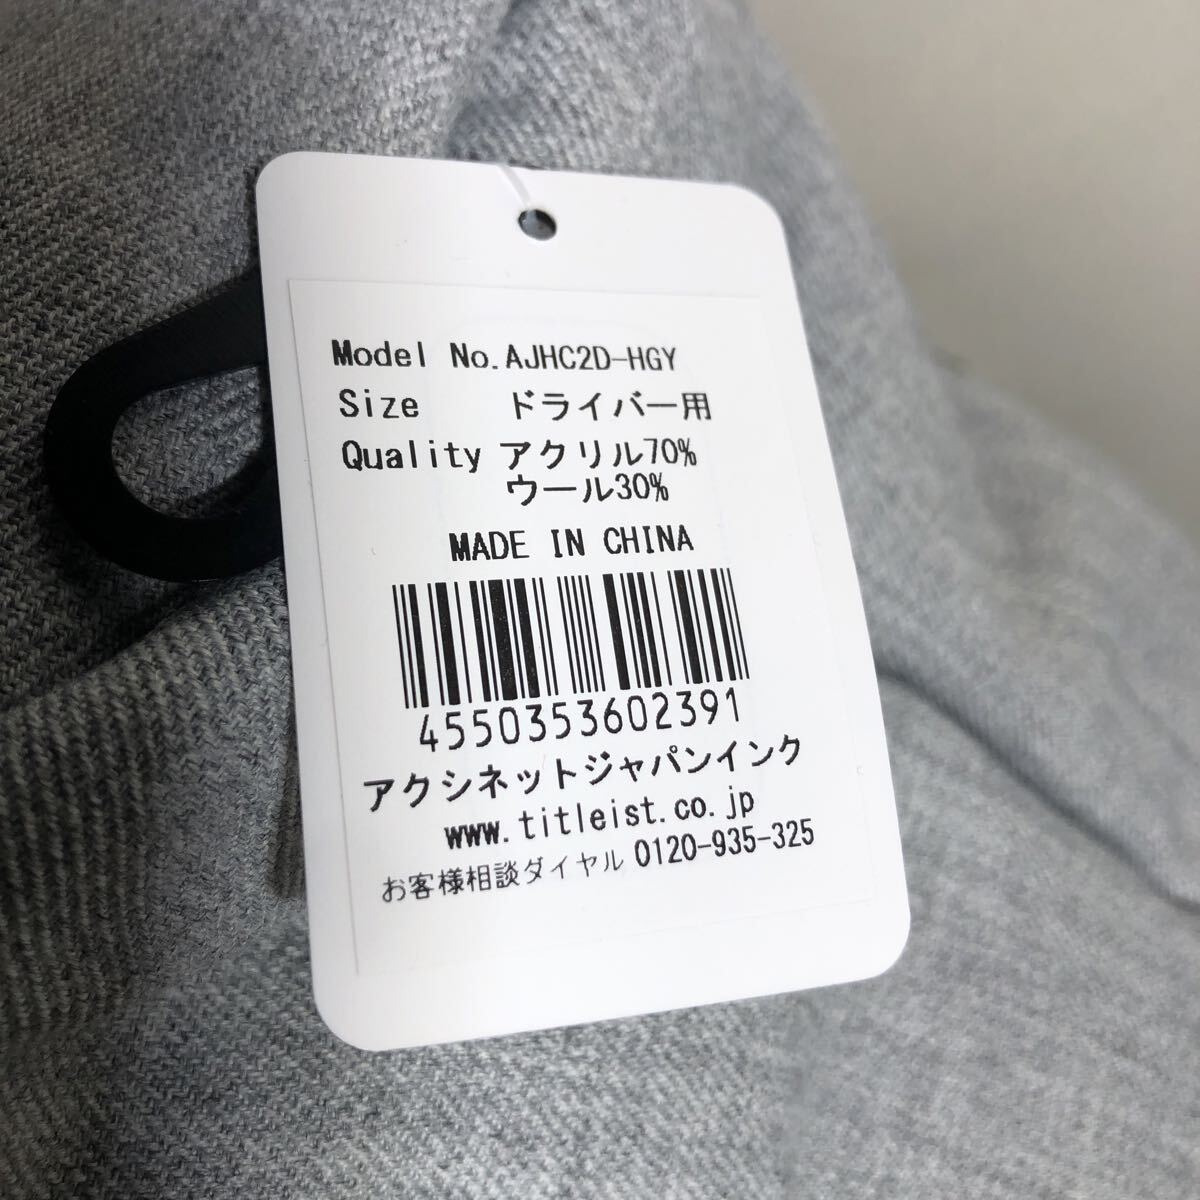 Model No.AJHC2D-HGY
Size ドライバー用
Quality アクリル70%
ウール30%
MADE IN CHINA
4550353602391
アクシネットジャパンインク
www.titleist.co.jp
お客様相談ダイヤル 0120-935-325